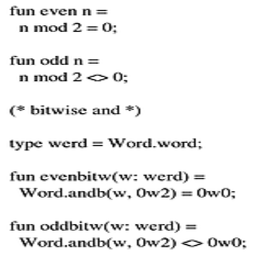 fun even n =
n mod 2 = 0;
fun odd n =
n mod 2 <> 0;
(* bitwise and *)
type werd = Word.word;
fun evenbitw(w: werd) =
Word.andb(w, 0w2) = 0w0;
fun oddbitw(w: werd) =
Word.andb(w, 0w2) <> 0w0;